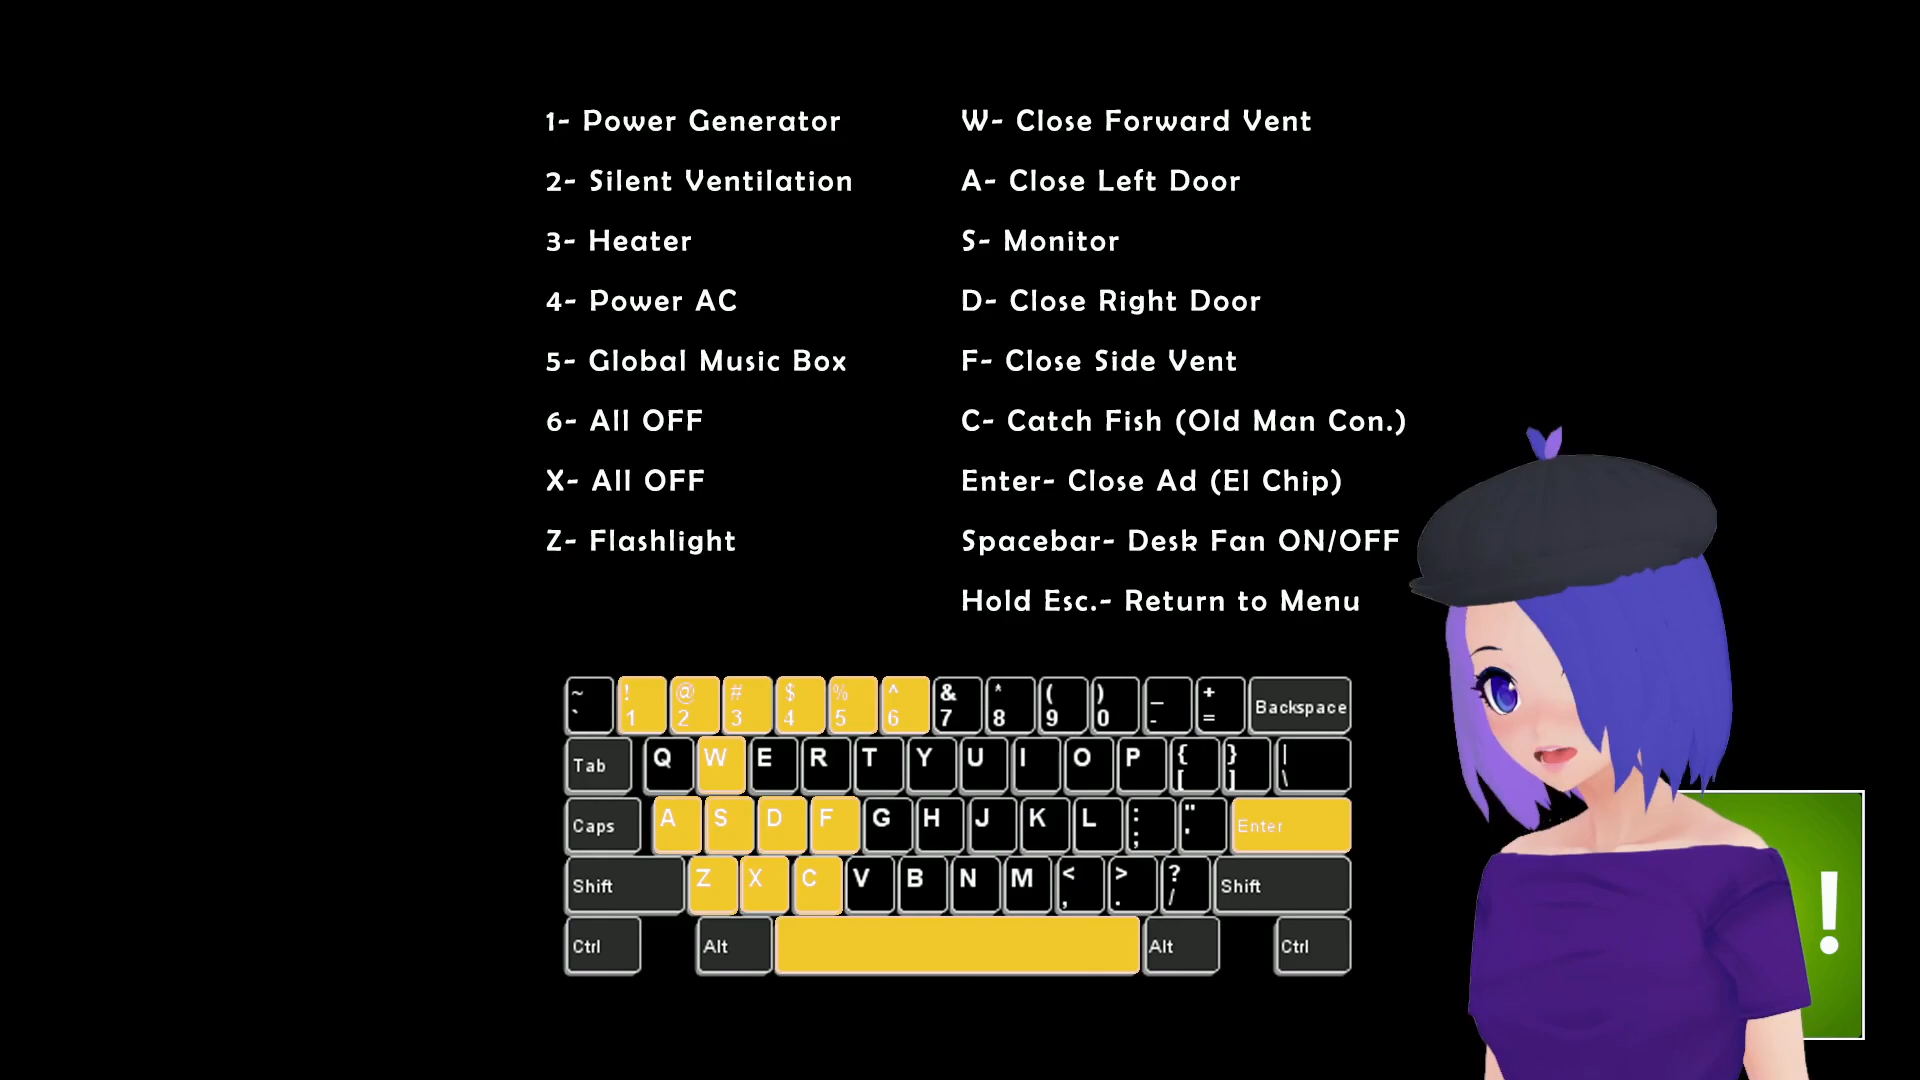 1- Power Generator
2- Silent Ventilation
3- Heater
4- Power AC
5- Global Music Box
6- All OFF
X- All OFF
Z- Flashlight
W- Close Forward Vent
A- Close Left Door
S- Monitor
D- Close Right Door
F- Close Side Vent
C- Catch Fish (Old Man Con.)
Enter- Close Ad (El Chip)
Spacebar- Desk Fan ON/OFF
Hold Esc.- Return to Menu
~ ! @ # $ % ^ & * ( ) _ +
` 1 2 3 4 5 6 7 8 9 0 - = Backspace
Tab Q W E R T Y U I O P { } |
[ ] \
Caps A S D F G H J K L : " Enter
; '
Shift Z X C V B N M < > ? Shift
, . /
Ctrl Alt Alt Ctrl
!